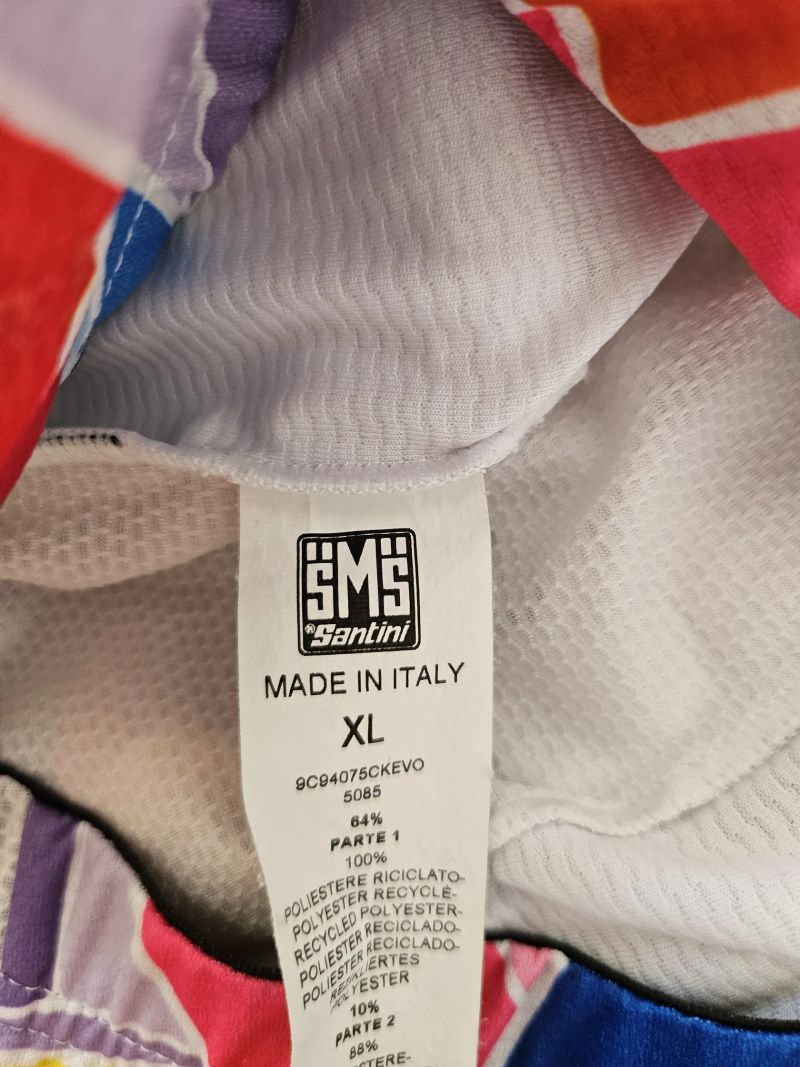 SMS
®Santini
MADE IN ITALY
XL
9C94075CKEVO
5085
64%
PARTE 1
100%
POLIESTERE RICICLATO-
POLYESTER RECYCLÉ-
RECYCLED POLYESTER-
POLIESTER RECICLADO-
POLIÉSTER RECICLADO-
POLYESTER
10%
PARTE 2
88%